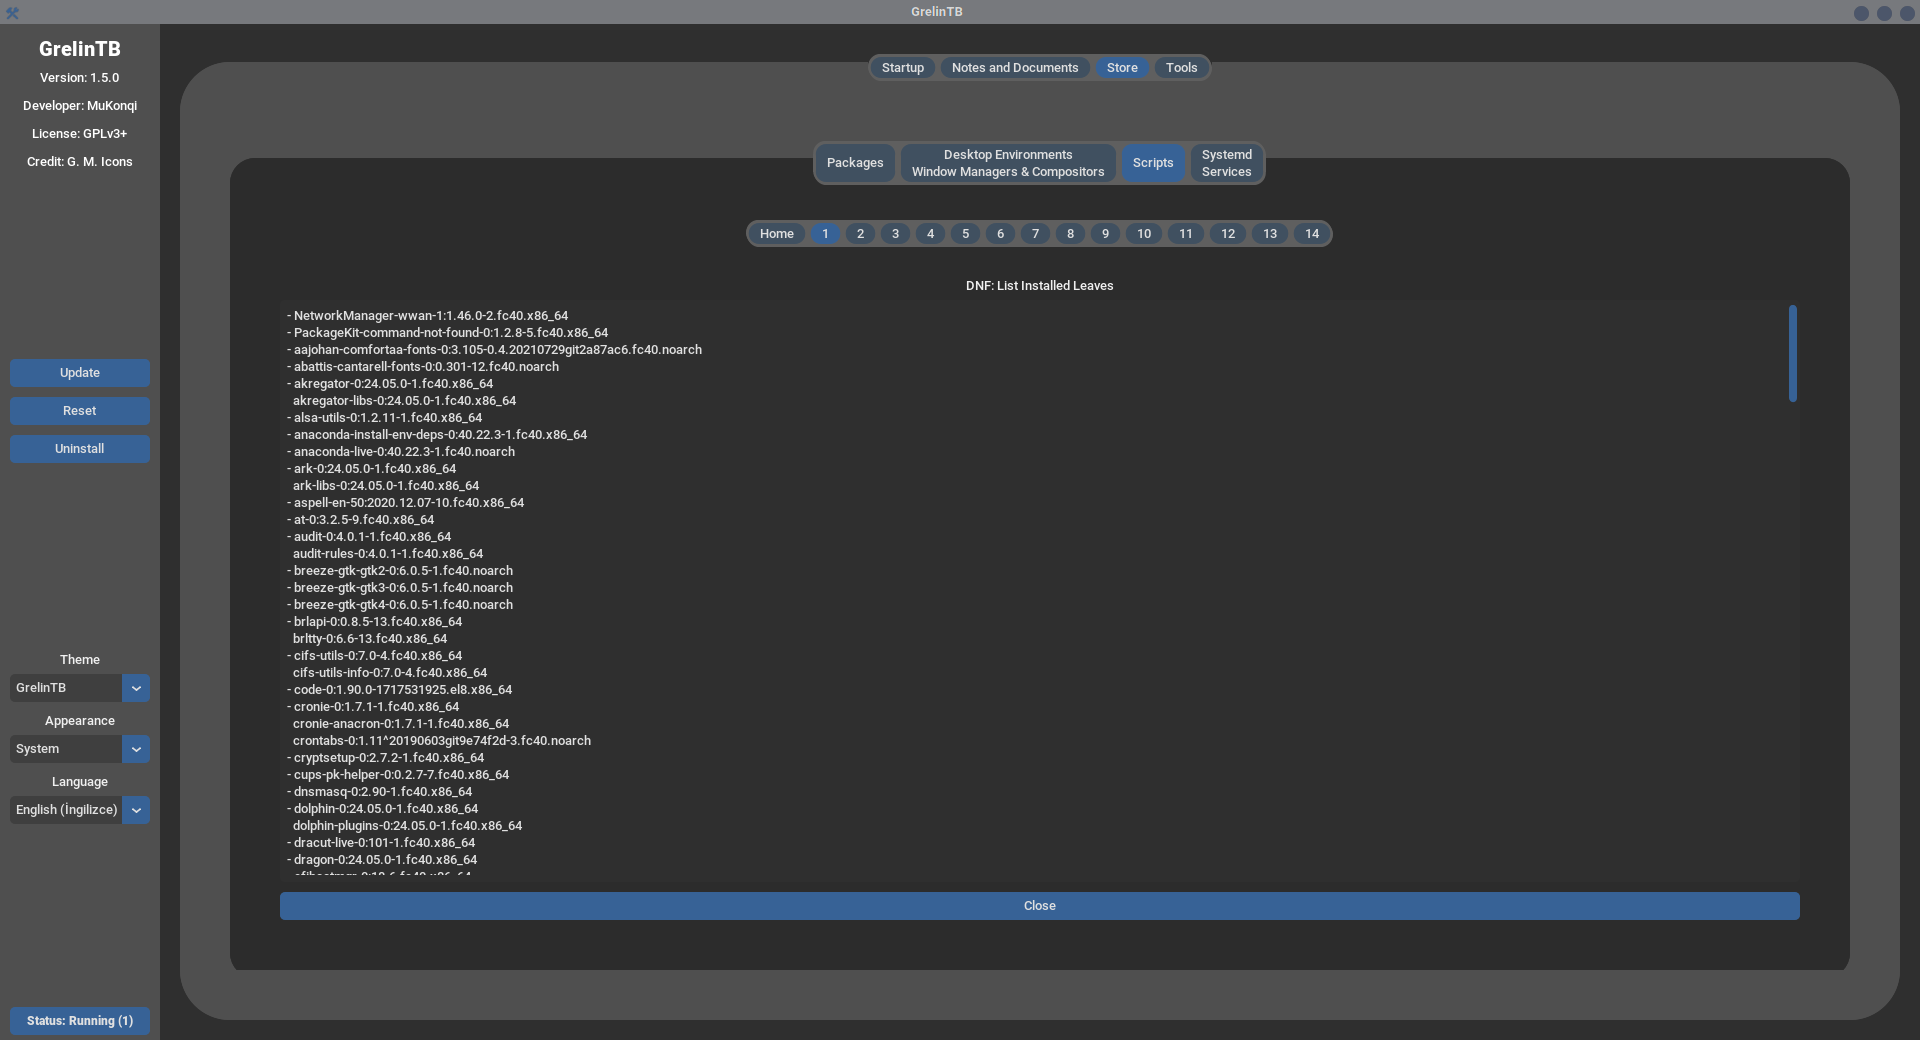 GrelinTB
GrelinTB
Version: 1.5.0
Developer: MuKonqi
License: GPLv3+
Credit: G. M. Icons
Update
Reset
Uninstall
Theme
GrelinTB
Appearance
System
Language
English (İngilizce)
Status: Running (1)
Startup Notes and Documents Store Tools
Packages
Desktop Environments
Window Managers & Compositors
Scripts
Systemd
Services
Home 1 2 3 4 5 6 7 8 9 10 11 12 13 14
DNF: List Installed Leaves
- NetworkManager-wwan-1:1.46.0-2.fc40.x86_64
- PackageKit-command-not-found-0:1.2.8-5.fc40.x86_64
- aajohan-comfortaa-fonts-0:3.105-0.4.20210729git2a87ac6.fc40.noarch
- abattis-cantarell-fonts-0:0.301-12.fc40.noarch
- akregator-0:24.05.0-1.fc40.x86_64
akregator-libs-0:24.05.0-1.fc40.x86_64
- alsa-utils-0:1.2.11-1.fc40.x86_64
- anaconda-install-env-deps-0:40.22.3-1.fc40.x86_64
- anaconda-live-0:40.22.3-1.fc40.noarch
- ark-0:24.05.0-1.fc40.x86_64
ark-libs-0:24.05.0-1.fc40.x86_64
- aspell-en-50:2020.12.07-10.fc40.x86_64
- at-0:3.2.5-9.fc40.x86_64
- audit-0:4.0.1-1.fc40.x86_64
audit-rules-0:4.0.1-1.fc40.x86_64
- breeze-gtk-gtk2-0:6.0.5-1.fc40.noarch
- breeze-gtk-gtk3-0:6.0.5-1.fc40.noarch
- breeze-gtk-gtk4-0:6.0.5-1.fc40.noarch
- brlapi-0:0.8.5-13.fc40.x86_64
brltty-0:6.6-13.fc40.x86_64
- cifs-utils-0:7.0-4.fc40.x86_64
cifs-utils-info-0:7.0-4.fc40.x86_64
- code-0:1.90.0-1717531925.el8.x86_64
- cronie-0:1.7.1-1.fc40.x86_64
cronie-anacron-0:1.7.1-1.fc40.x86_64
crontabs-0:1.11^20190603git9e74f2d-3.fc40.noarch
- cryptsetup-0:2.7.2-1.fc40.x86_64
- cups-pk-helper-0:0.2.7-7.fc40.x86_64
- dnsmasq-0:2.90-1.fc40.x86_64
- dolphin-0:24.05.0-1.fc40.x86_64
dolphin-plugins-0:24.05.0-1.fc40.x86_64
- dracut-live-0:101-1.fc40.x86_64
- dragon-0:24.05.0-1.fc40.x86_64
Close